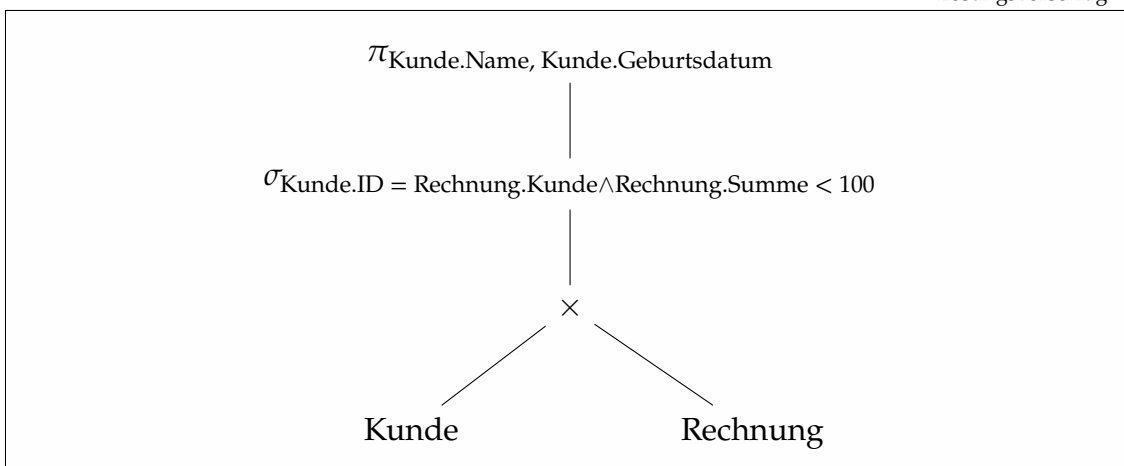 πKunde.Name, Kunde.Geburtsdatum
σKunde.ID = Rechnung.Kunde∧Rechnung.Summe < 100
×
Kunde Rechnung